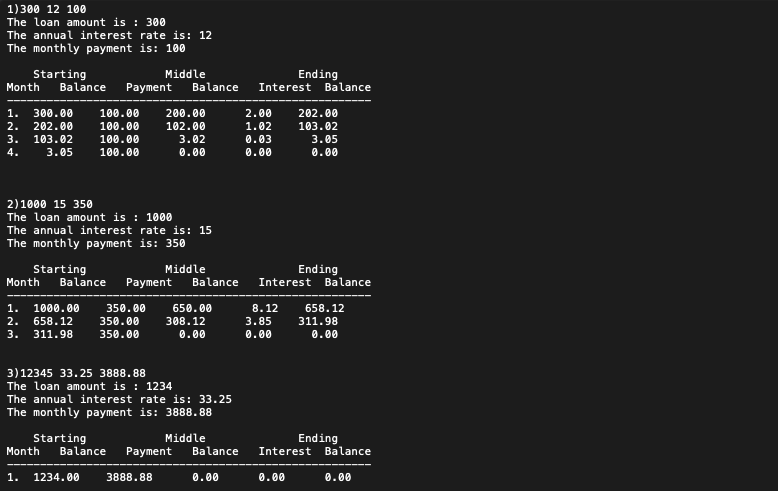 1)300 12 100
The loan amount is : 300
The annual interest rate is: 12
The monthly payment is: 100
Starting Middle Ending
Month Balance Payment Balance Interest Balance
1. 300.00 100.00 200.00 2.00 202.00
2. 202.00 100.00 102.00 1.02 103.02
3. 103.02 100.00 3.02 0.03 3.05
4. 3.05 100.00 0.00 0.00 0.00
2)1000 15 350
The loan amount is : 1000
The annual interest rate is: 15
The monthly payment is: 350
Starting Middle Ending
Month Balance Payment Balance Interest Balance
1. 1000.00 350.00 650.00 8.12 658.12
2. 658.12 350.00 308.12 3.85 311.98
3. 311.98 350.00 0.00 0.00 0.00
3)12345 33.25 3888.88
The loan amount is : 1234
The annual interest rate is: 33.25
The monthly payment is: 3888.88
Starting Middle Ending
Month Balance Payment Balance Interest Balance
1. 1234.00 3888.88 0.00 0.00 0.00